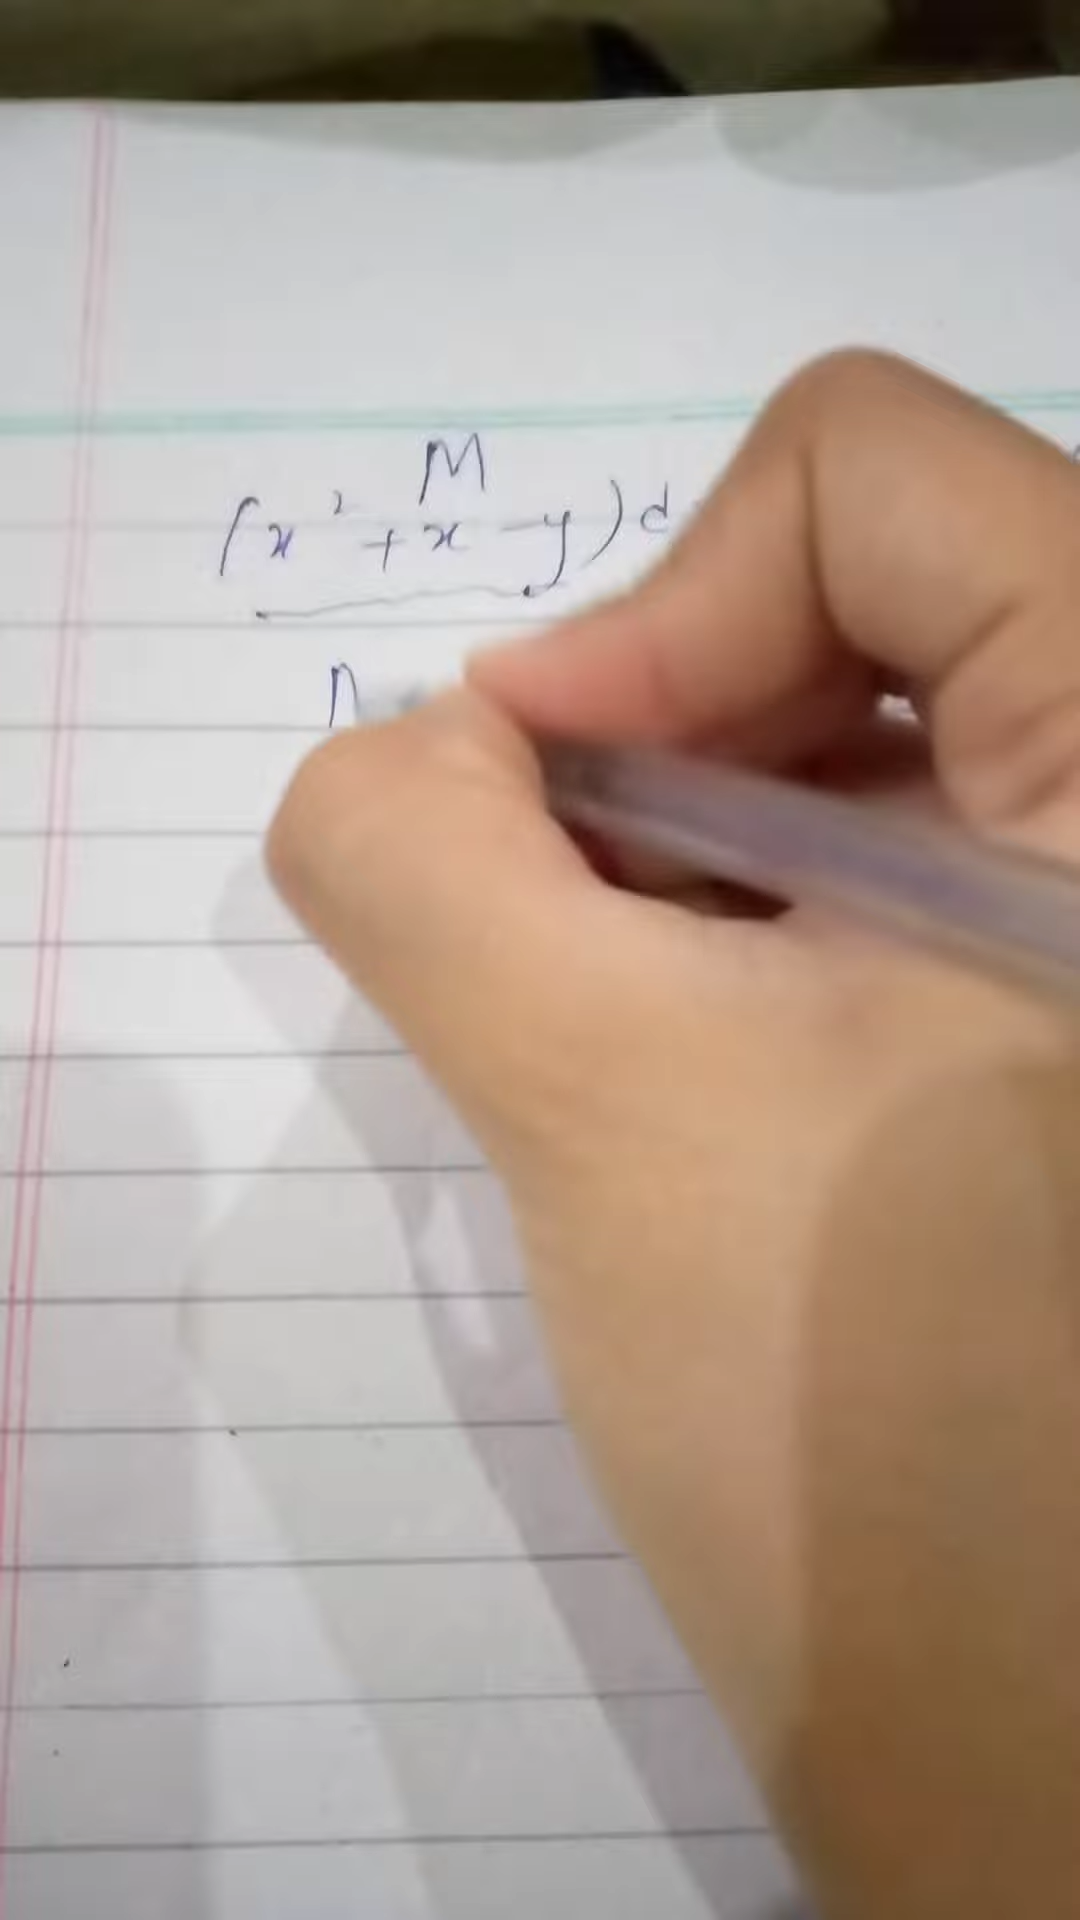 M
(x² + x - y) d